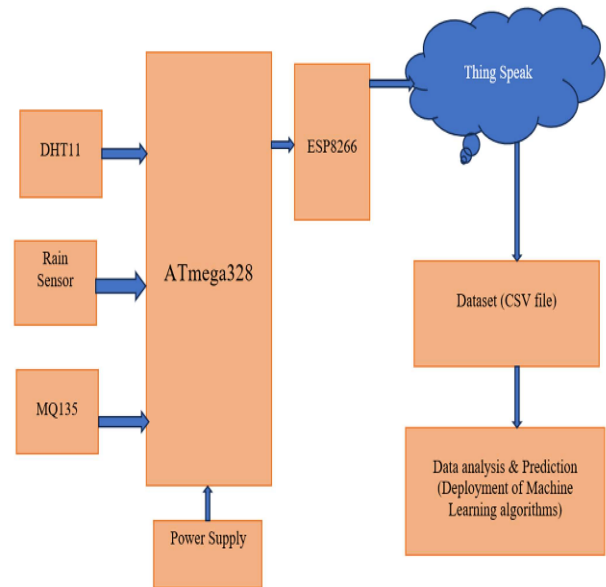 DHT11
Rain
Sensor
MQ135
ATmega328
Power Supply
ESP8266
Thing Speak
Dataset (CSV file)
Data analysis & Prediction
(Deployment of Machine
Learning algorithms)